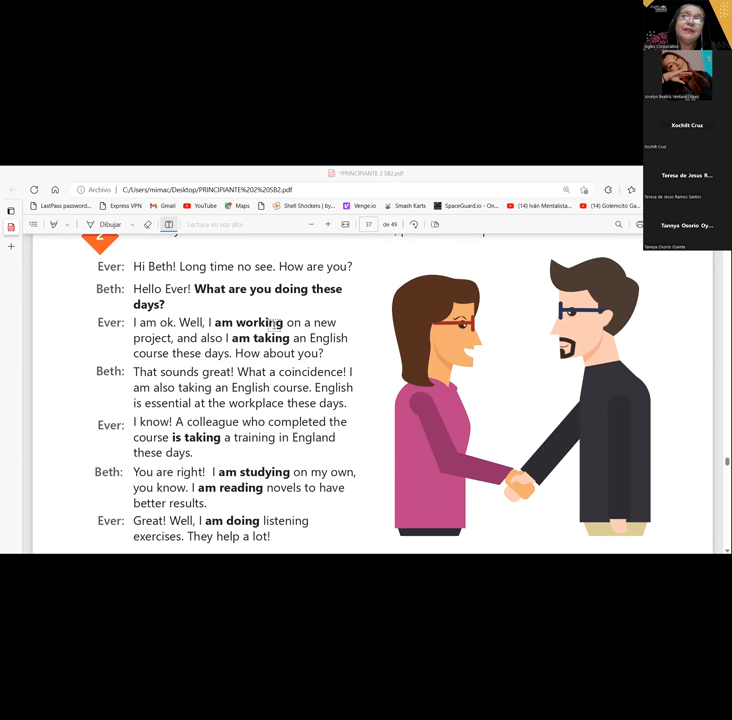 Ingles Corporativo
Jocelyn Beatriz Ventura Lopez
Xochilt Cruz
Xochilt Cruz
Teresa de Jesus R...
Teresa de Jesus Ramos Santos
Tannya Osorio Oy...
Tannya Osorio Oyente
*PRINCIPIANTE 2 SB2.pdf
Archivo C:/Users/mimac/Desktop/PRINCIPIANTE%202%20SB2.pdf
LastPass password... Express VPN Gmail YouTube Maps Shell Shockers | by... Venge.io Smash Karts SpaceGuard.io - On... (14) Iván Mentalista... (14) Golemcito Ga...
Dibujar Lectura en voz alta 37 de 49
2
Ever: Hi Beth! Long time no see. How are you?
Beth: Hello Ever! What are you doing these
days?
Ever: I am ok. Well, I am working on a new
project, and also I am taking an English
course these days. How about you?
Beth: That sounds great! What a coincidence! I
am also taking an English course. English
is essential at the workplace these days.
Ever: I know! A colleague who completed the
course is taking a training in England
these days.
Beth: You are right! I am studying on my own,
you know. I am reading novels to have
better results.
Ever: Great! Well, I am doing listening
exercises. They help a lot!